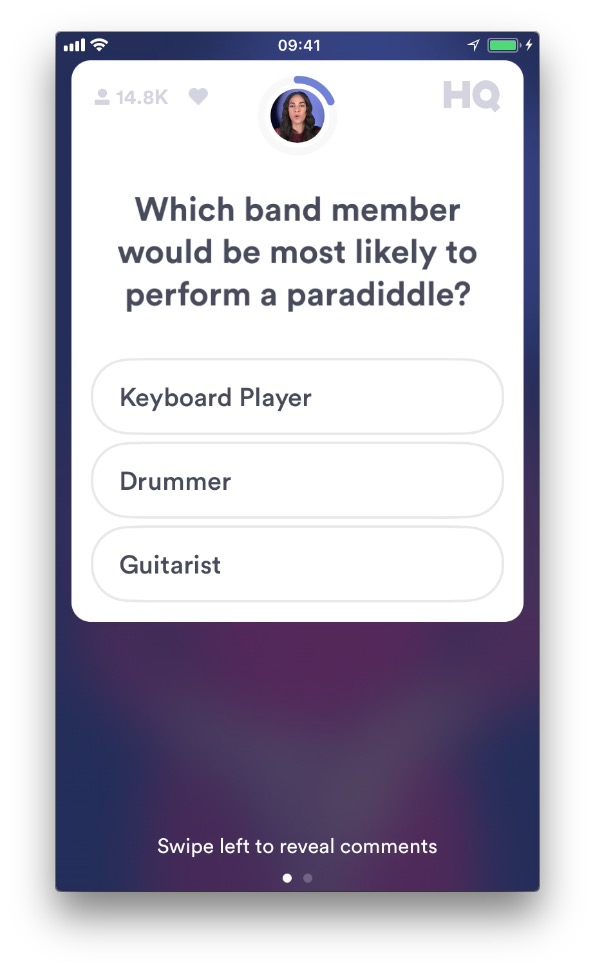 09:41
14.8K
HQ
Which band member
would be most likely to
perform a paradiddle?
Keyboard Player
Drummer
Guitarist
Swipe left to reveal comments